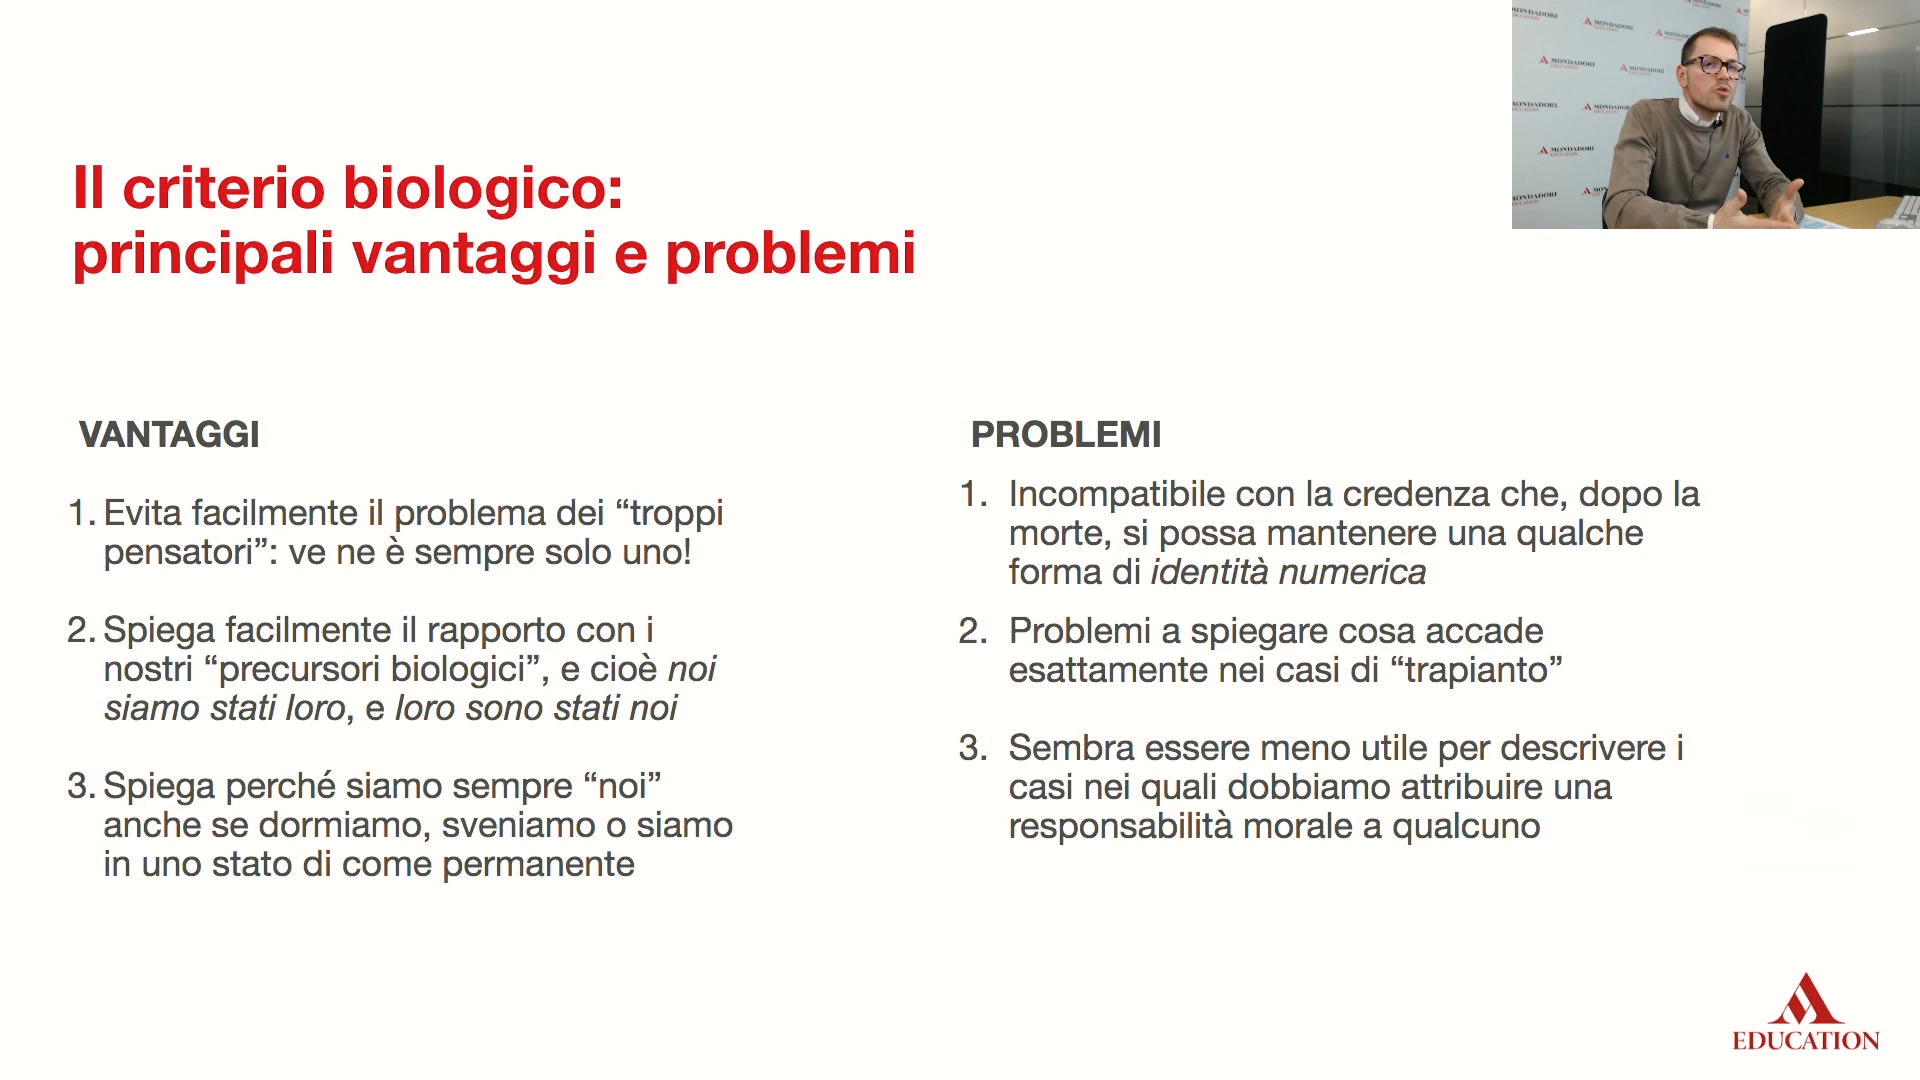 Il criterio biologico:
principali vantaggi e problemi
VANTAGGI
1. Evita facilmente il problema dei “troppi
pensatori”: ve ne è sempre solo uno!
2. Spiega facilmente il rapporto con i
nostri “precursori biologici”, e cioè noi
siamo stati loro, e loro sono stati noi
3. Spiega perché siamo sempre “noi”
anche se dormiamo, sveniamo o siamo
in uno stato di come permanente
PROBLEMI
1. Incompatibile con la credenza che, dopo la
morte, si possa mantenere una qualche
forma di identità numerica
2. Problemi a spiegare cosa accade
esattamente nei casi di “trapianto”
3. Sembra essere meno utile per descrivere i
casi nei quali dobbiamo attribuire una
responsabilità morale a qualcuno
MONDADORI
EDUCATION
EDUCATION